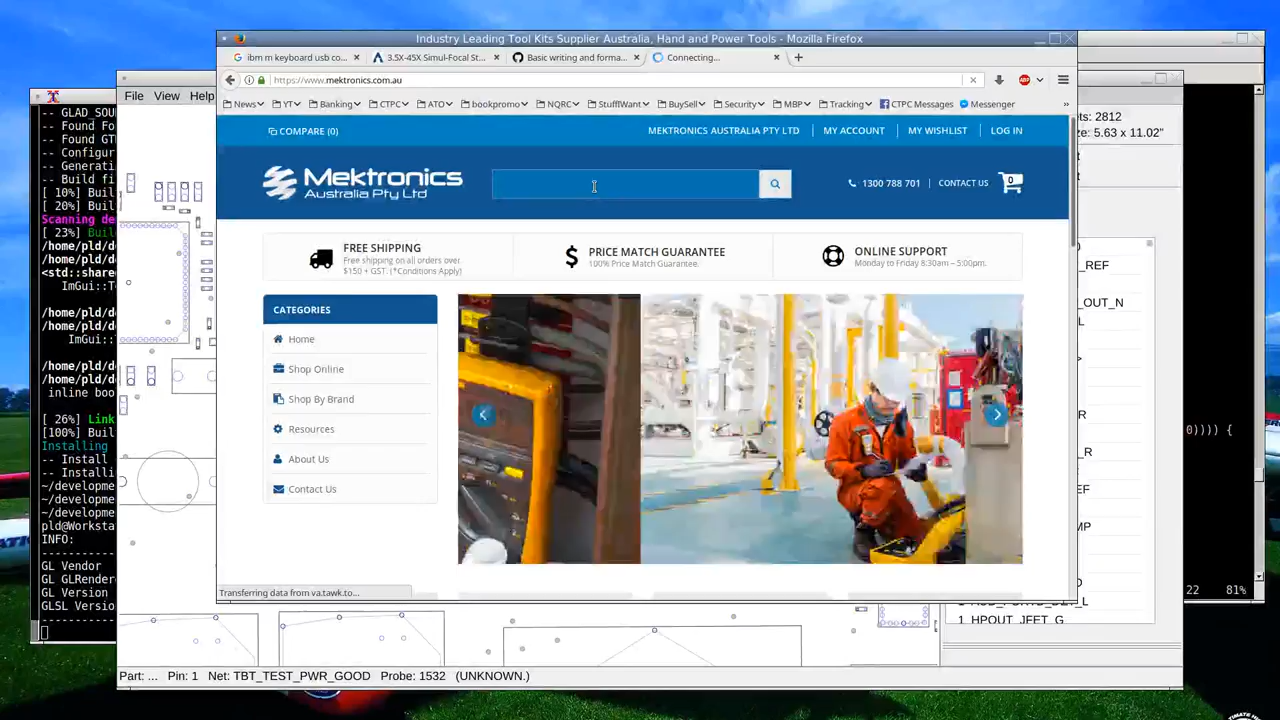 Industry Leading Tool Kits Supplier Australia, Hand and Power Tools - Mozilla Firefox
ibm m keyboard usb co...
3.5X-45X Simul-Focal St...
Basic writing and forma...
Connecting...
https://www.mektronics.com.au
News YT Banking CTPC ATO bookpromo NQRC StuffIWant BuySell Security MBP Tracking CTPC Messages Messenger »
COMPARE (0)
MEKTRONICS AUSTRALIA PTY LTD MY ACCOUNT MY WISHLIST LOG IN
Mektronics
Australia Pty Ltd
1300 788 701 CONTACT US 0
FREE SHIPPING
Free shipping on all orders over
$150 + GST. (*Conditions Apply)
PRICE MATCH GUARANTEE
100% Price Match Guarantee.
ONLINE SUPPORT
Monday to Friday 8:30am – 5:00pm.
CATEGORIES
Home
Shop Online
Shop By Brand
Resources
About Us
Contact Us
Transferring data from va.tawk.to...
File View Help
-- GLAD_SOU
-- Found Fo
-- Found GT
-- Configur
-- Generatin
-- Build fi
[ 10%] Buil
[ 20%] Buil
Scanning de
[ 23%] Buil
/home/pld/d
/home/pld/de
<std::share
ImGui::T
/home/pld/d
/home/pld/de
ImGui::
/home/pld/d
/home/pld/de
inline boo
[ 26%] Link
[100%] Buil
Installing
-- Install
-- Installi
~/developme
~/developme
~/developme
pld@Worksta
INFO:
GL Vendor
GL GLRende
GL Version
GLSL Versio
ets: 2812
ze: 5.63 x 11.02"
_REF
_OUT_N
1 HPOUT_JFET_G
0)))) {
22 81%
Part: ... Pin: 1 Net: TBT_TEST_PWR_GOOD Probe: 1532 (UNKNOWN.)